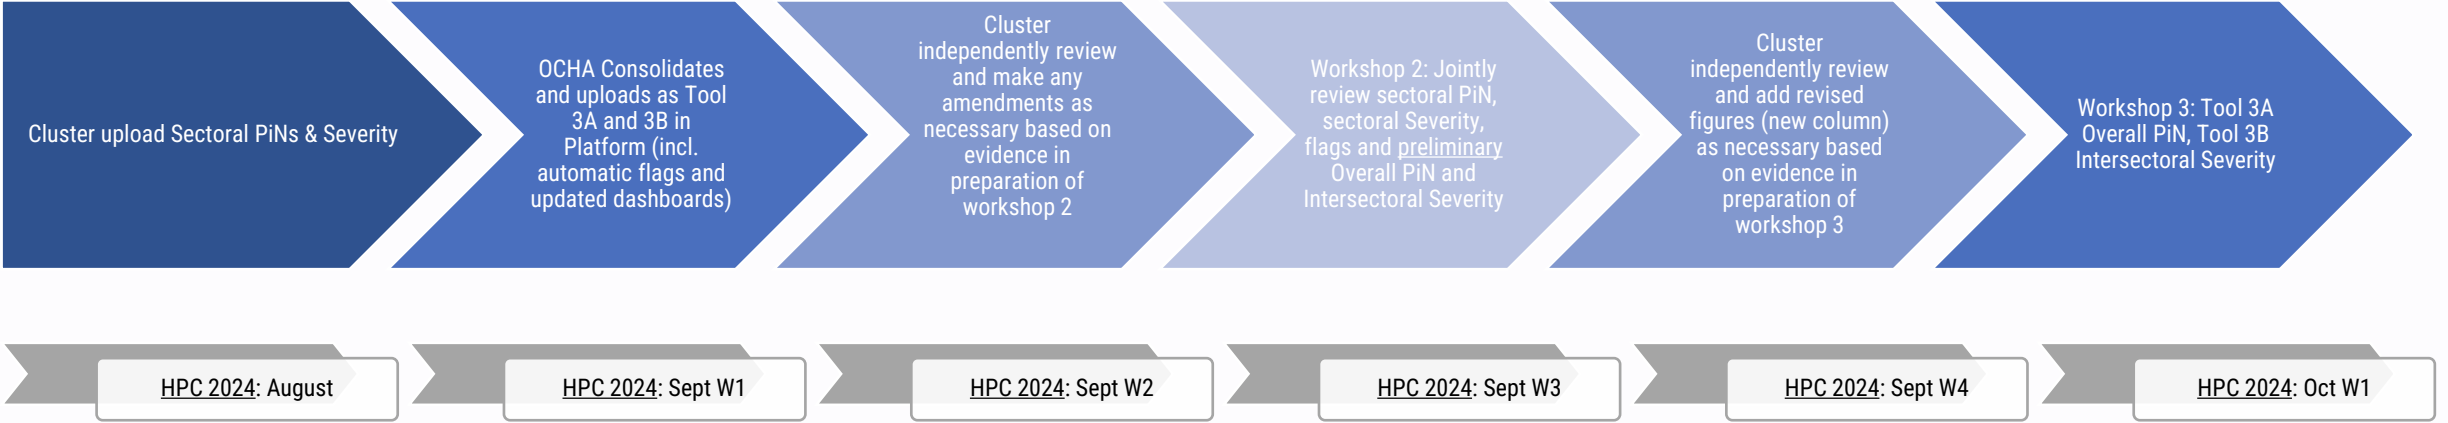 Cluster upload Sectoral PiNs & Severity
OCHA Consolidates
and uploads as Tool
3A and 3B in
Platform (incl.
automatic flags and
updated dashboards)
Cluster
independently review
and make any
amendments as
necessary based on
evidence in
preparation of
workshop 2
Workshop 2: Jointly
review sectoral PiN,
sectoral Severity,
flags and preliminary
Overall PiN and
Intersectoral Severity
Cluster
independently review
and add revised
figures (new column)
as necessary based
on evidence in
preparation of
workshop 3
Workshop 3: Tool 3A
Overall PiN, Tool 3B
Intersectoral Severity
HPC 2024: August
HPC 2024: Sept W1
HPC 2024: Sept W2
HPC 2024: Sept W3
HPC 2024: Sept W4
HPC 2024: Oct W1